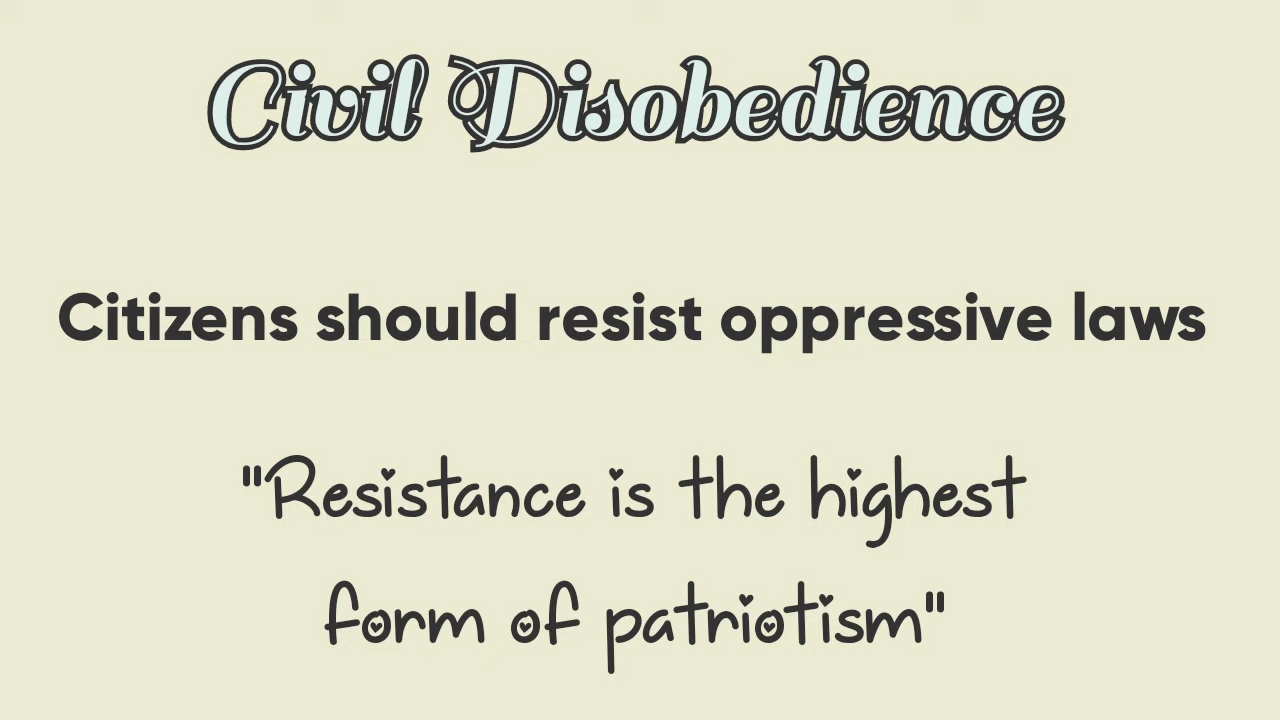 Civil Disobedience
Citizens should resist oppressive laws
"Resistance is the highest
form of patriotism"